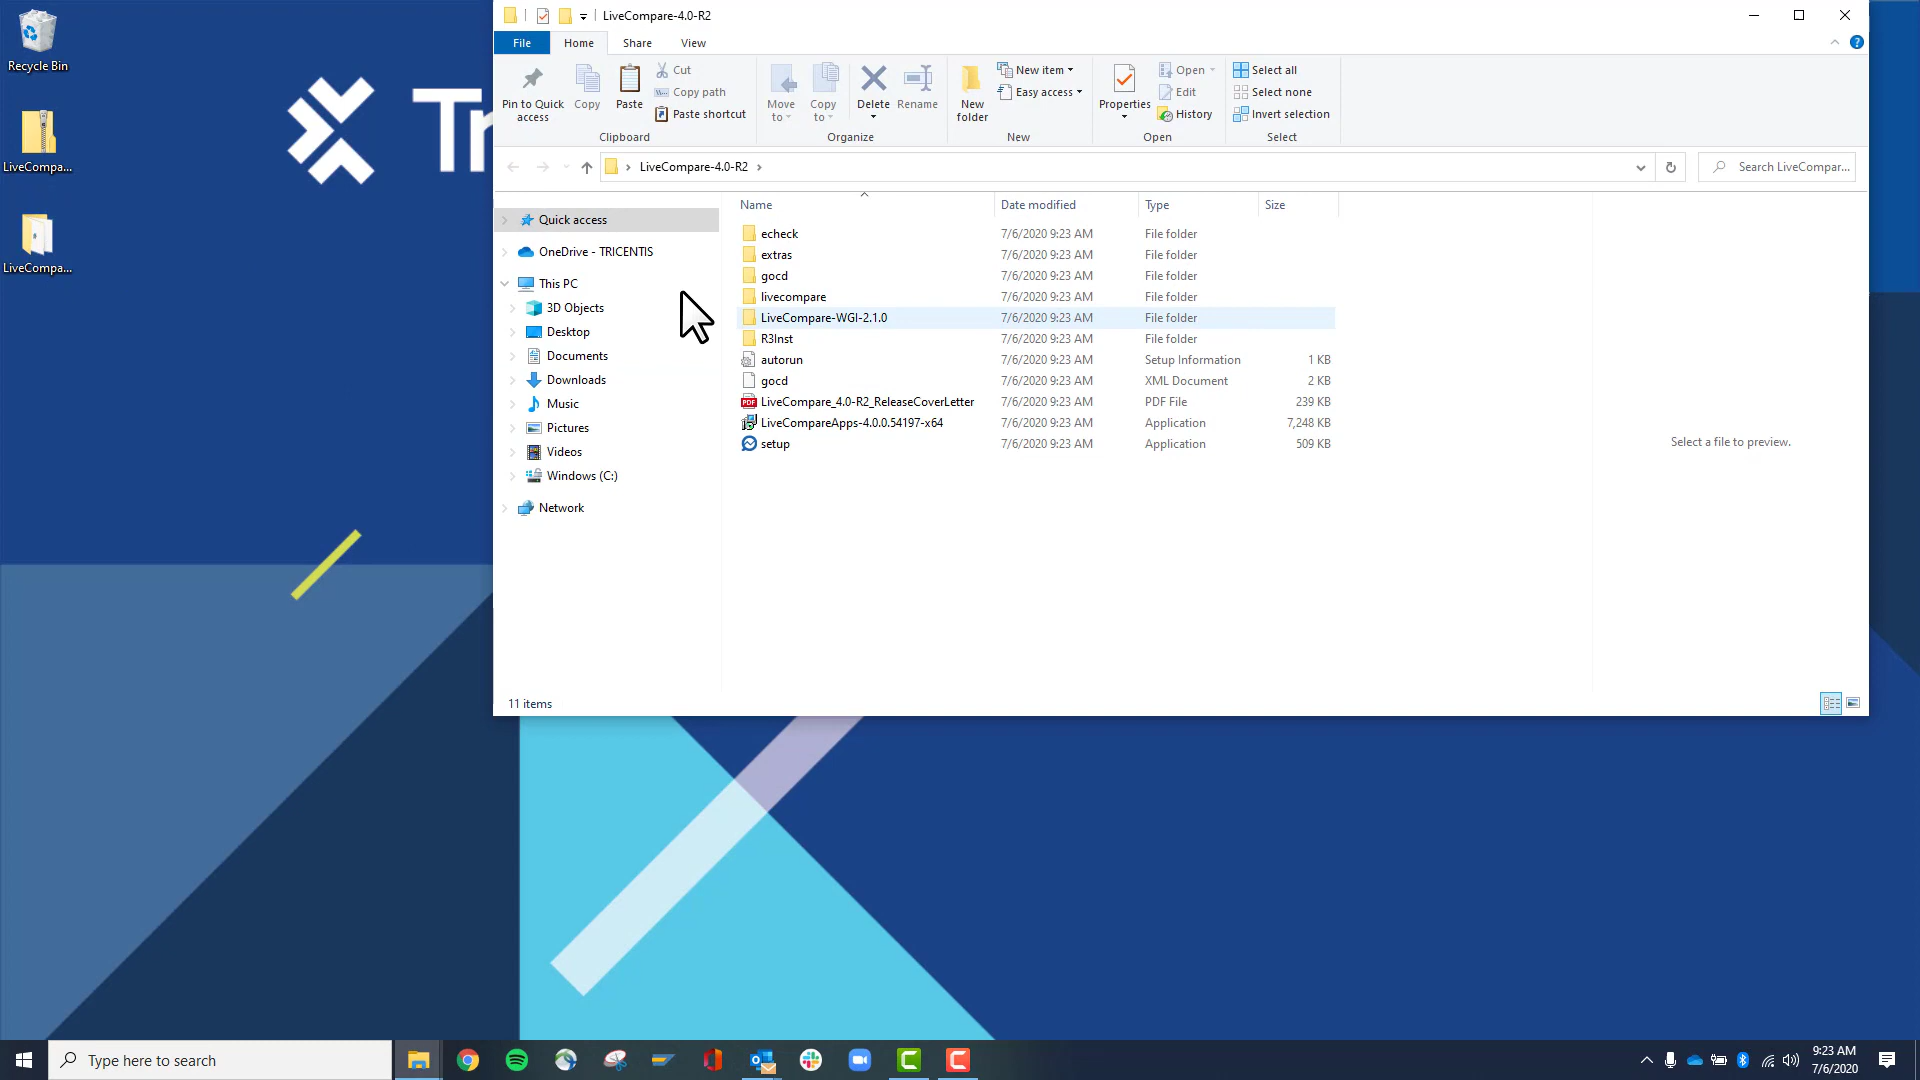 Recycle Bin
LiveCompa...
LiveCompa...
Tr
LiveCompare-4.0-R2
File
Home
Share
View
Pin to Quick access
Copy
Paste
Cut
Copy path
Paste shortcut
Clipboard
Move to
Copy to
Delete
Rename
Organize
New folder
New item
Easy access
New
Properties
Open
Edit
History
Open
Select all
Select none
Invert selection
Select
LiveCompare-4.0-R2
Search LiveCompar...
Quick access
OneDrive - TRICENTIS
This PC
3D Objects
Desktop
Documents
Downloads
Music
Pictures
Videos
Windows (C:)
Network
Name Date modified Type Size
echeck 7/6/2020 9:23 AM File folder
extras 7/6/2020 9:23 AM File folder
gocd 7/6/2020 9:23 AM File folder
livecompare 7/6/2020 9:23 AM File folder
LiveCompare-WGI-2.1.0 7/6/2020 9:23 AM File folder
R3Inst 7/6/2020 9:23 AM File folder
autorun 7/6/2020 9:23 AM Setup Information 1 KB
gocd 7/6/2020 9:23 AM XML Document 2 KB
PDF LiveCompare_4.0-R2_ReleaseCoverLetter 7/6/2020 9:23 AM PDF File 239 KB
LiveCompareApps-4.0.0.54197-x64 7/6/2020 9:23 AM Application 7,248 KB
setup 7/6/2020 9:23 AM Application 509 KB
Select a file to preview.
11 items
Type here to search
9:23 AM
7/6/2020